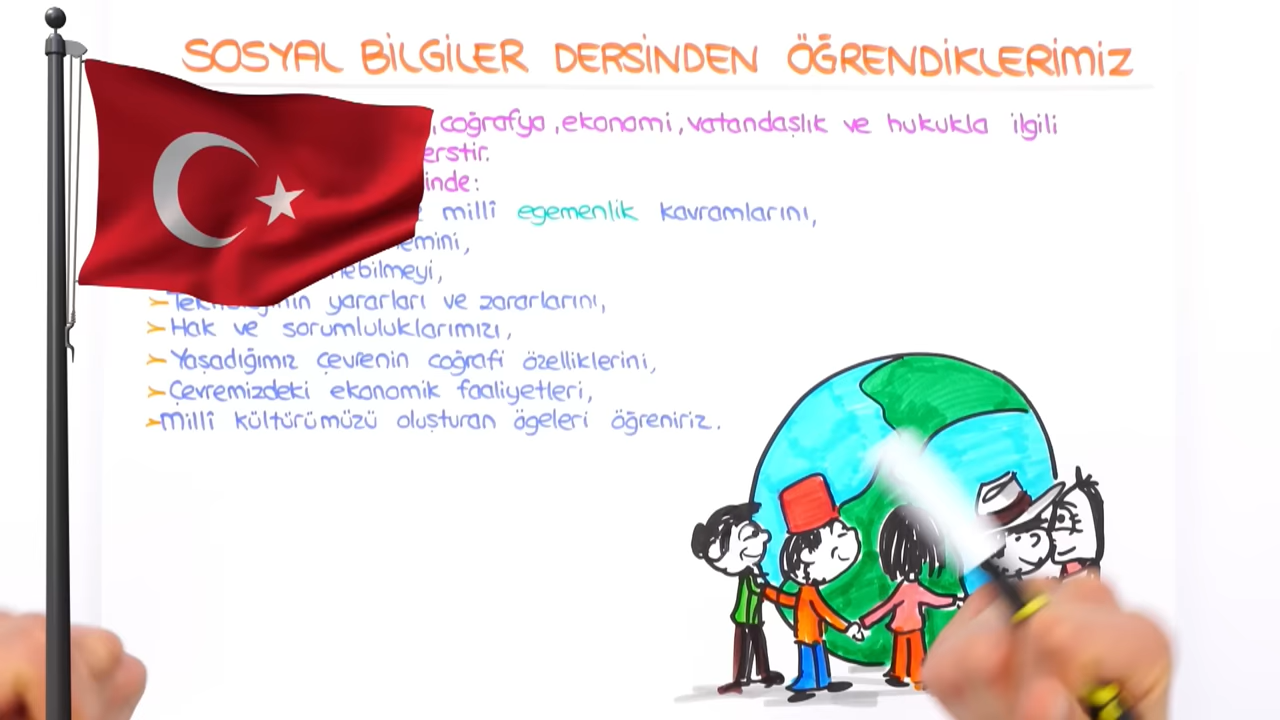 SOSYAL BİLGİLER DERSİNDEN ÖĞRENDİKLERİMİZ
,coğrafya ,ekonomi ,vatandaşlık ve hukukla ilgili
erstir.
inde:
millî egemenlik kavramlarını,
emini,
ebilmeyi,
➤ yararları ve zararlarını,
➤Hak ve sorumluluklarımızı,
➤Yaşadığımız çevrenin coğrafi özelliklerini,
➤Çevremizdeki ekonomik faaliyetleri,
➤Millî kültürümüzü oluşturan ögeleri öğreniriz.